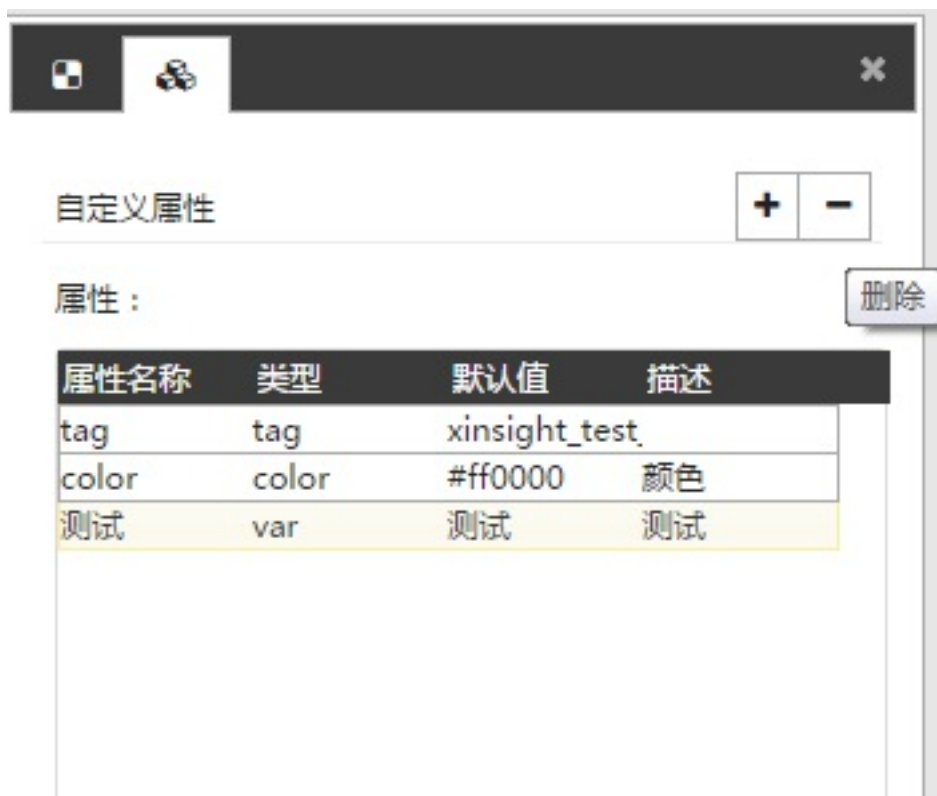 自定义属性
属性：
删除
属性名称 类型 默认值 描述
tag tag xinsight_test_
color color #ff0000 颜色
测试 var 测试 测试